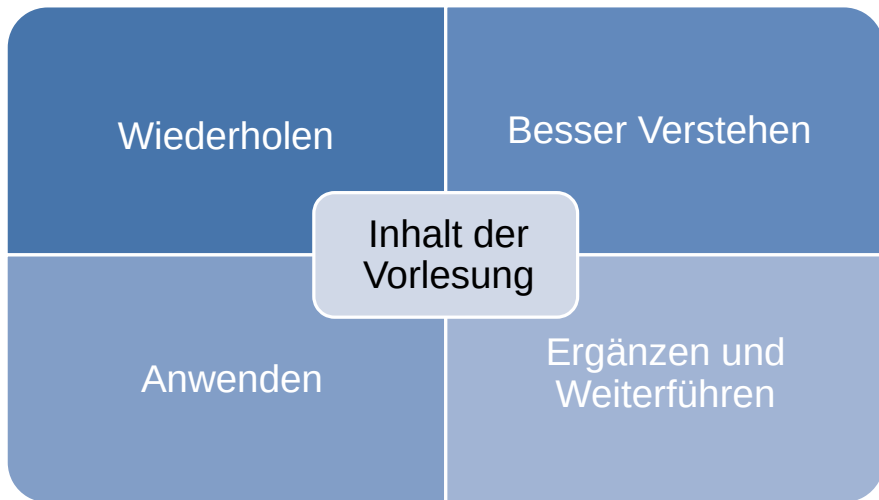 Wiederholen
Besser Verstehen
Inhalt der
Vorlesung
Anwenden
Ergänzen und
Weiterführen